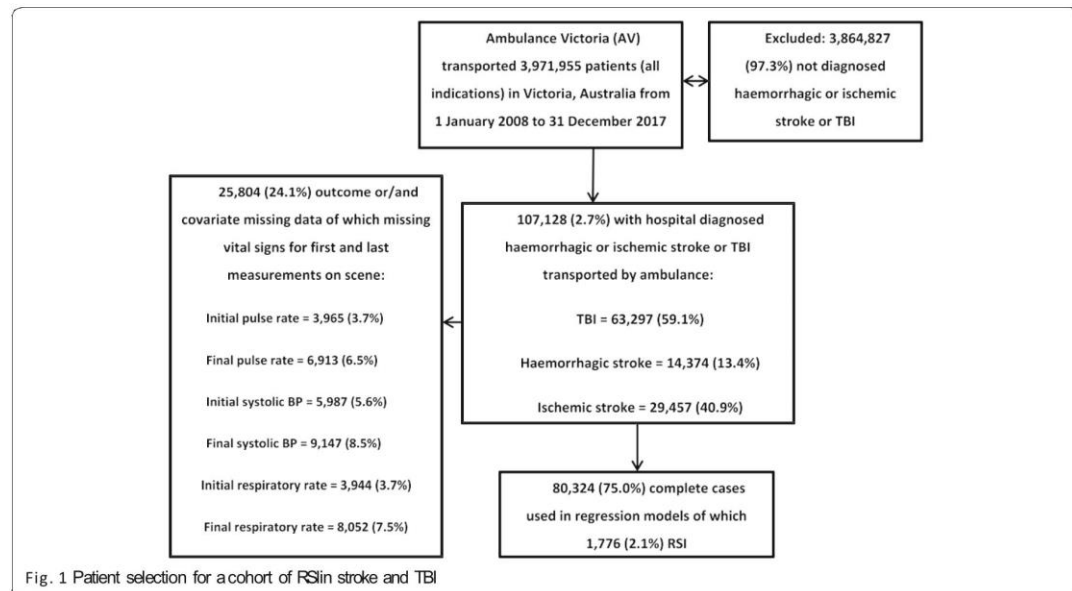 Ambulance Victoria (AV)
transported 3,971,955 patients (all
indications) in Victoria, Australia from
1 January 2008 to 31 December 2017
Excluded: 3,864,827
(97.3%) not diagnosed
haemorrhagic or ischemic
stroke or TBI
25,804 (24.1%) outcome or/and
covariate missing data of which missing
vital signs for first and last
measurements on scene:
Initial pulse rate = 3,965 (3.7%)
Final pulse rate = 6,913 (6.5%)
Initial systolic BP = 5,987 (5.6%)
Final systolic BP = 9,147 (8.5%)
Initial respiratory rate = 3,944 (3.7%)
Final respiratory rate = 8,052 (7.5%)
107,128 (2.7%) with hospital diagnosed
haemorrhagic or ischemic stroke or TBI
transported by ambulance:
TBI = 63,297 (59.1%)
Haemorrhagic stroke = 14,374 (13.4%)
Ischemic stroke = 29,457 (40.9%)
80,324 (75.0%) complete cases
used in regression models of which
1,776 (2.1%) RSI
Fig. 1 Patient selection for a cohort of RSI in stroke and TBI